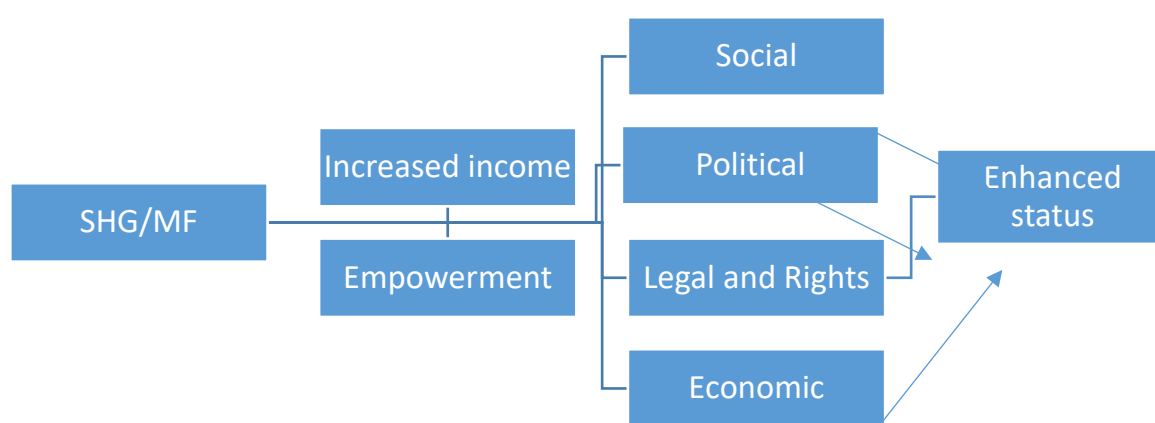 SHG/MF
Increased income
Empowerment
Social
Political
Legal and Rights
Economic
Enhanced
status